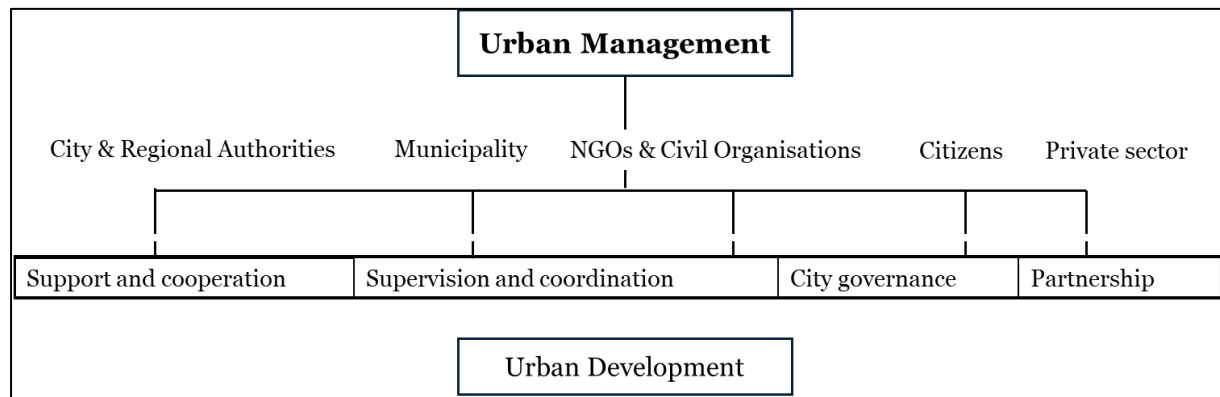 Urban Management
City & Regional Authorities Municipality NGOs & Civil Organisations Citizens Private sector
Support and cooperation Supervision and coordination City governance Partnership
Urban Development